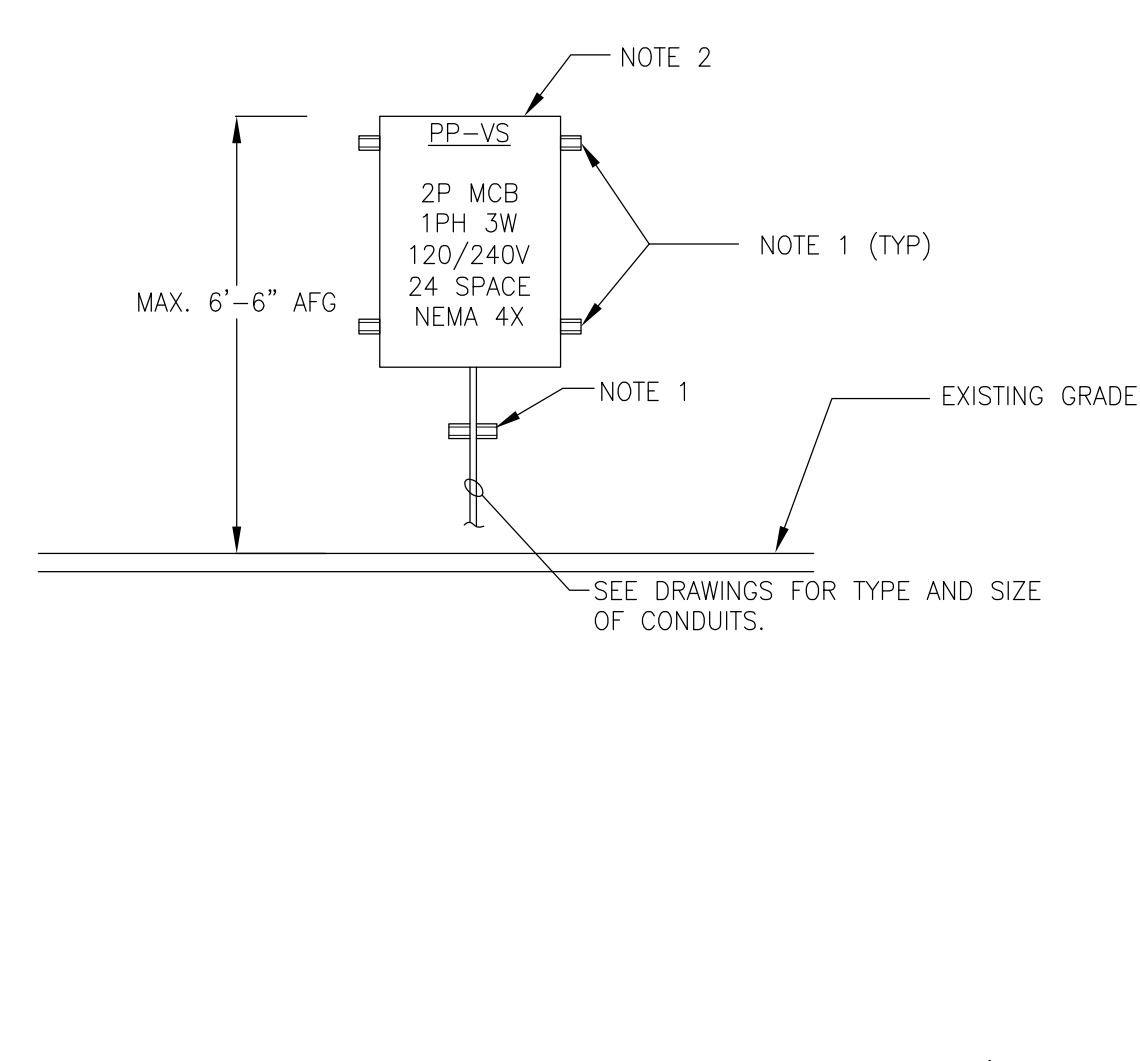 NOTE 2
PP-VS
2P MCB
1PH 3W
120/240V
24 SPACE
NEMA 4X
NOTE 1 (TYP)
MAX. 6'-6" AFG
NOTE 1
EXISTING GRADE
SEE DRAWINGS FOR TYPE AND SIZE
OF CONDUITS.